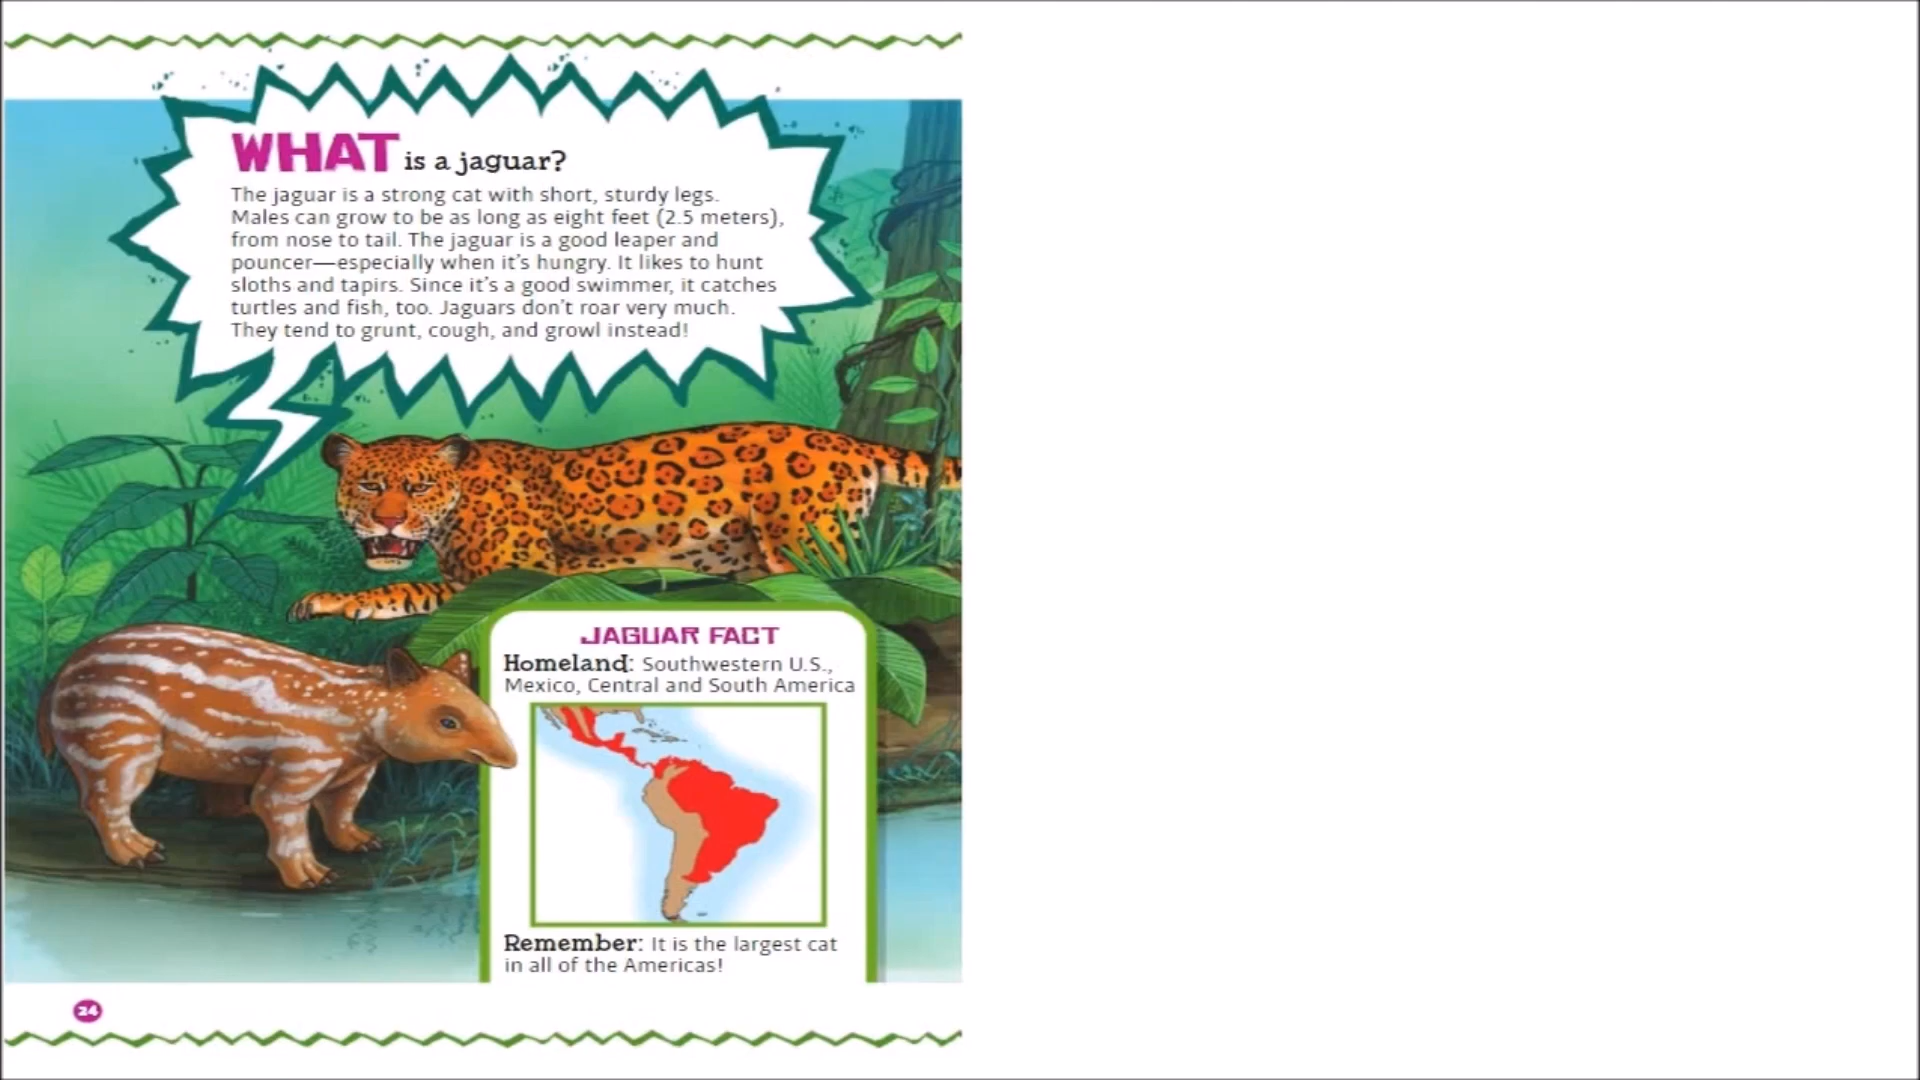 WHAT is a jaguar?
The jaguar is a strong cat with short, sturdy legs.
Males can grow to be as long as eight feet (2.5 meters),
from nose to tail. The jaguar is a good leaper and
pouncer—especially when it's hungry. It likes to hunt
sloths and tapirs. Since it's a good swimmer, it catches
turtles and fish, too. Jaguars don't roar very much.
They tend to grunt, cough, and growl instead!
JAGUAR FACT
Homeland: Southwestern U.S.,
Mexico, Central and South America
Remember: It is the largest cat
in all of the Americas!
24